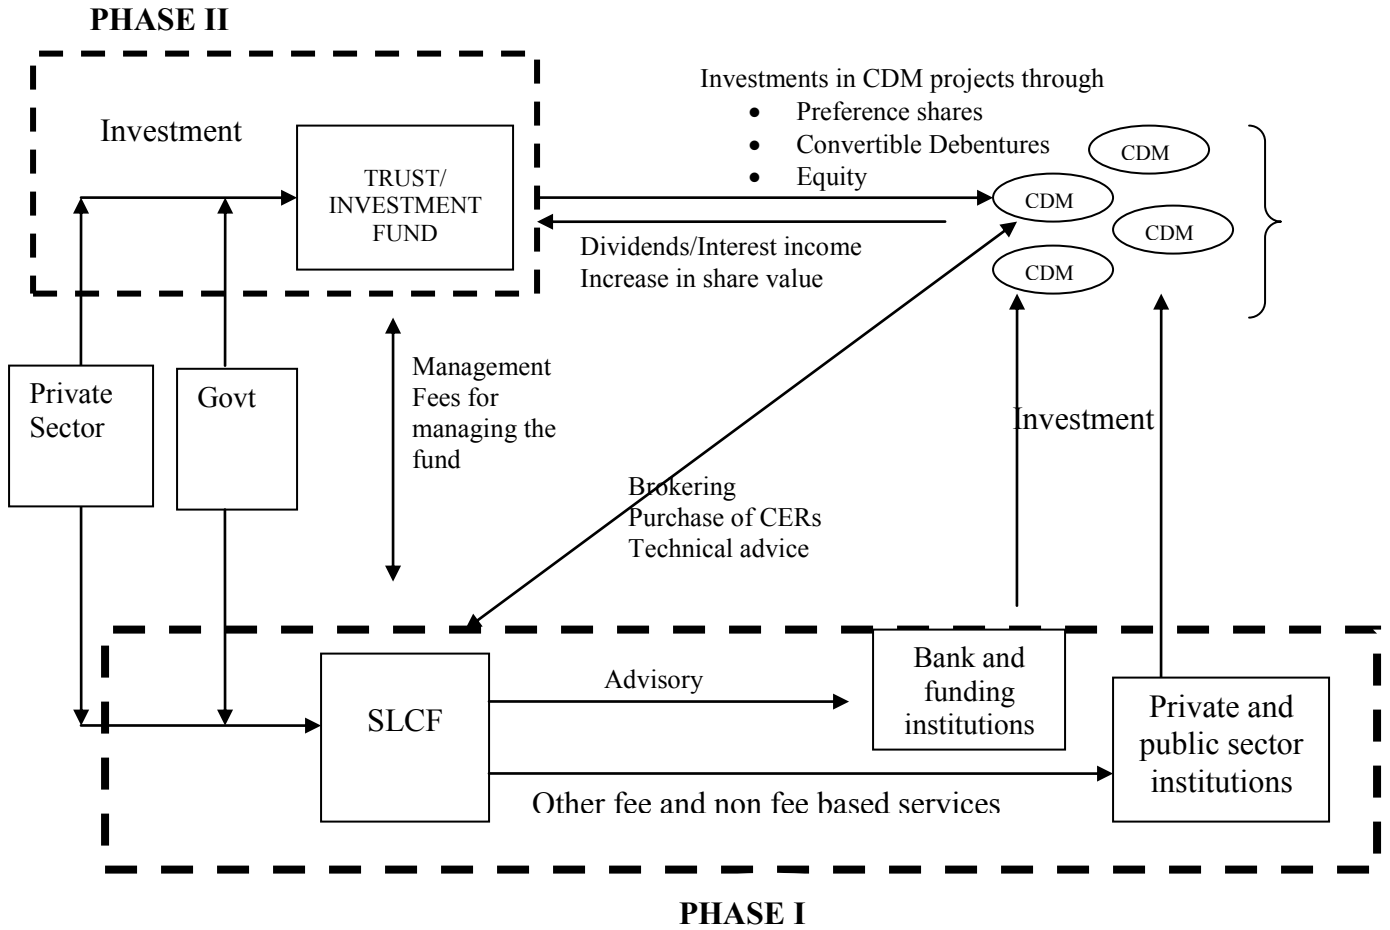 PHASE II
Investments in CDM projects through
• Preference shares
• Convertible Debentures
• Equity
Investment
TRUST/
INVESTMENT
FUND
CDM
CDM
CDM
CDM
Dividends/Interest income
Increase in share value
Private
Sector
Govt
Management
Fees for
managing the
fund
Investment
Brokering
Purchase of CERs
Technical advice
SLCF
Advisory
Bank and
funding
institutions
Private and
public sector
institutions
Other fee and non fee based services
PHASE I